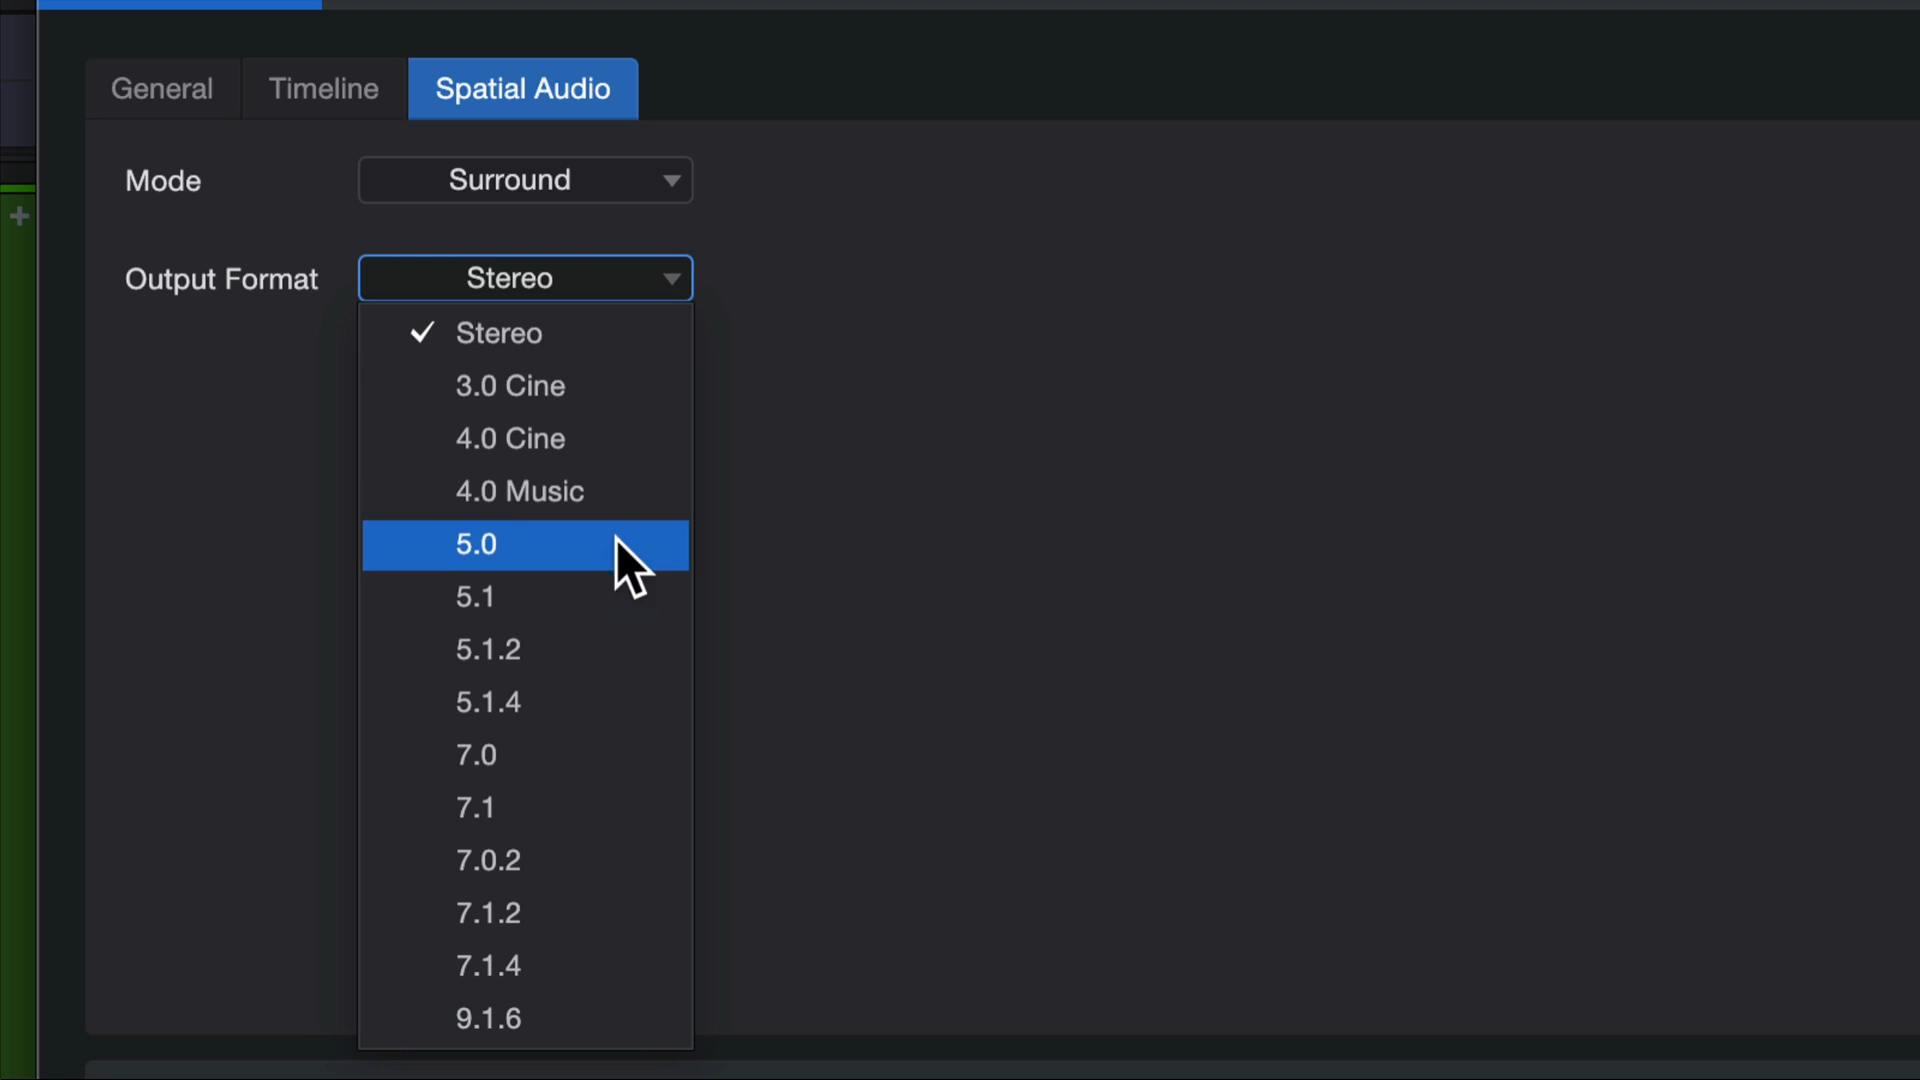 General Timeline Spatial Audio
Mode Surround
Output Format Stereo
Stereo
3.0 Cine
4.0 Cine
4.0 Music
5.0
5.1
5.1.2
5.1.4
7.0
7.1
7.0.2
7.1.2
7.1.4
9.1.6